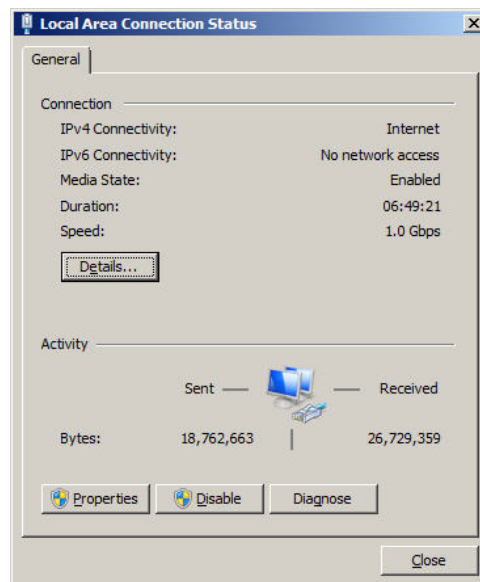 Local Area Connection Status
General
Connection
IPv4 Connectivity: Internet
IPv6 Connectivity: No network access
Media State: Enabled
Duration: 06:49:21
Speed: 1.0 Gbps
Details...
Activity
Sent Received
Bytes: 18,762,663 26,729,359
Properties Disable Diagnose
Close